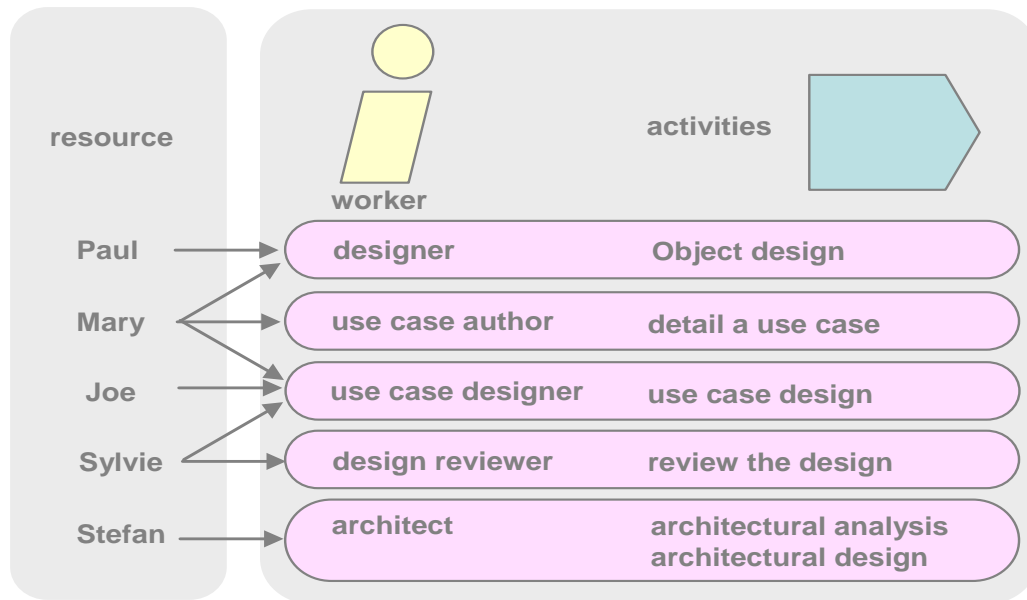 resource
activities
worker
Paul
designer
Object design
Mary
use case author
detail a use case
Joe
use case designer
use case design
Sylvie
design reviewer
review the design
Stefan
architect
architectural analysis
architectural design